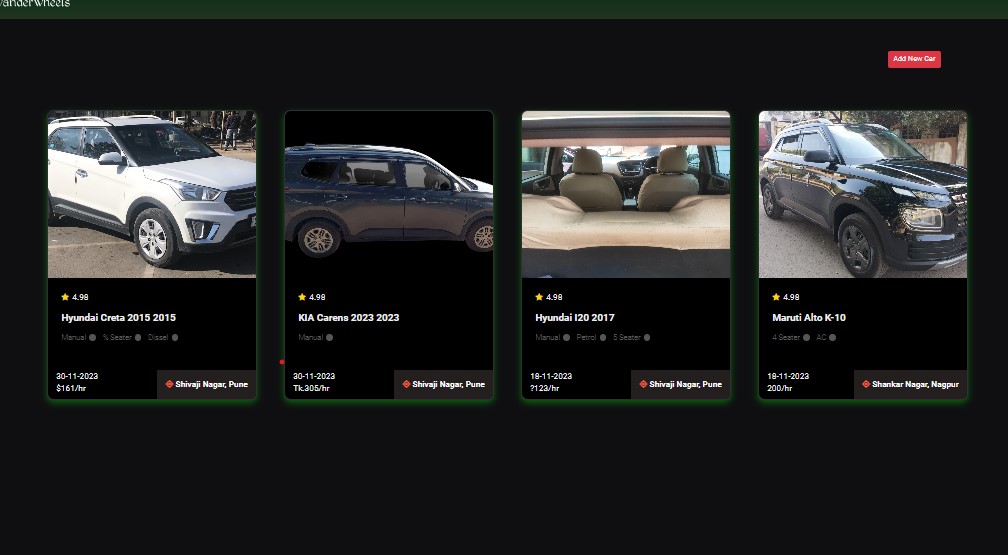 Wanderwheels
Add New Car
4.98
Hyundai Creta 2015 2015
Manual % Seater Dissel
30-11-2023
$161/hr
Shivaji Nagar, Pune
4.98
KIA Carens 2023 2023
Manual
30-11-2023
Tk.305/hr
Shivaji Nagar, Pune
4.98
Hyundai I20 2017
Manual Petrol 5 Seater
18-11-2023
?123/hr
Shivaji Nagar, Pune
4.98
Maruti Alto K-10
4 Seater AC
18-11-2023
200/hr
Shankar Nagar, Nagpur